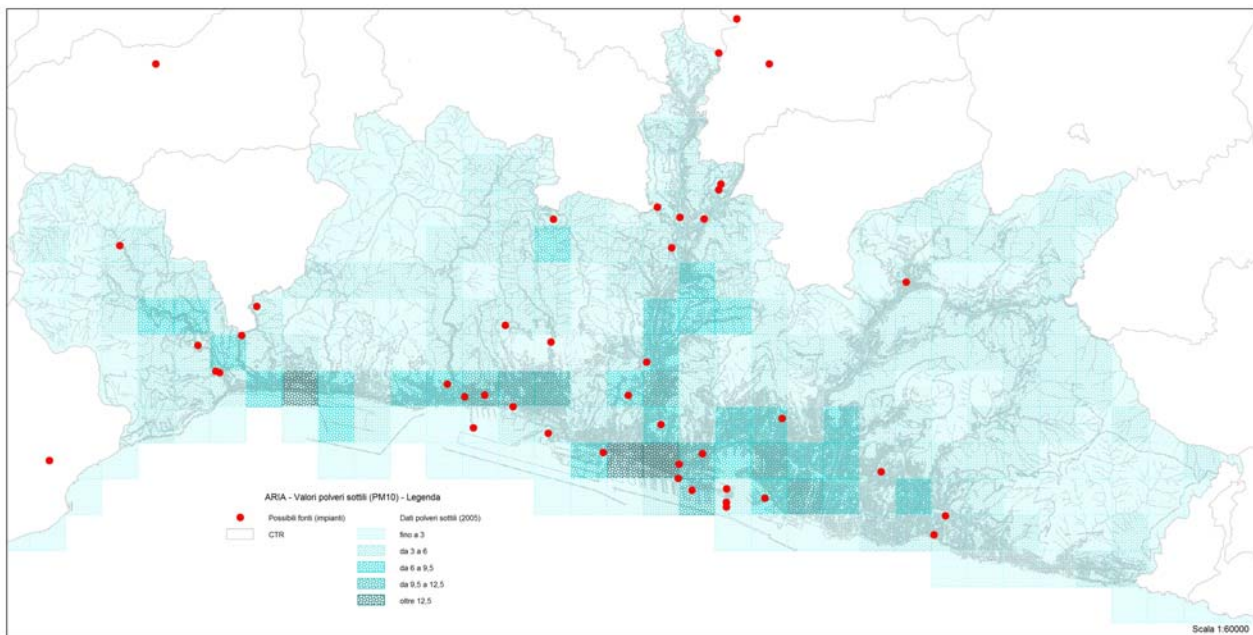 ARIA - Valori polveri sottili (PM10) - Legenda
Possibili fonti (impianti)
CTR
Dati polveri sottili (2005)
fino a 3
da 3 a 6
da 6 a 9,5
da 9,5 a 12,5
oltre 12,5
Scala 1:60000